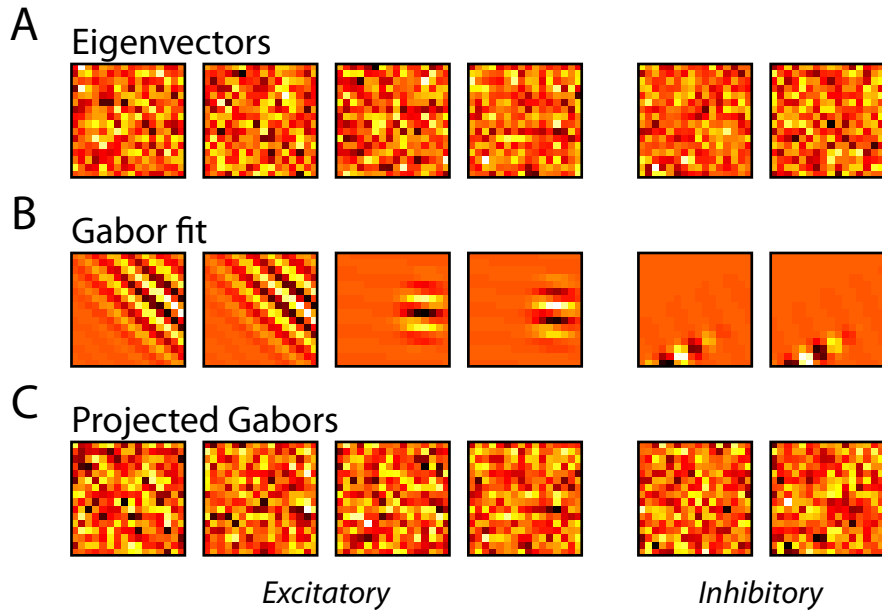 A
Eigenvectors
B
Gabor fit
C
Projected Gabors
Excitatory
Inhibitory